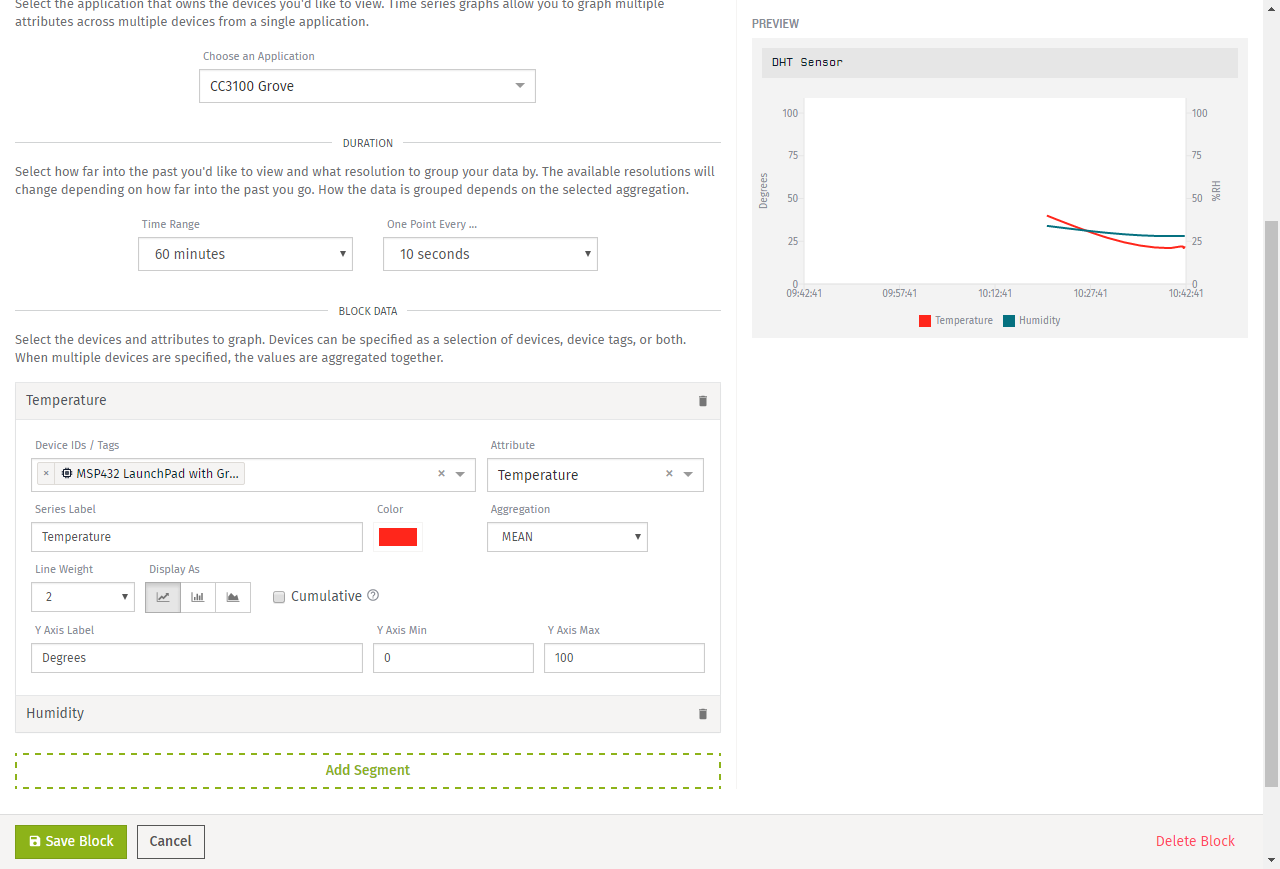 Select the application that owns the devices you'd like to view. Time series graphs allow you to graph multiple
attributes across multiple devices from a single application.
Choose an Application
CC3100 Grove
DURATION
Select how far into the past you'd like to view and what resolution to group your data by. The available resolutions will
change depending on how far into the past you go. How the data is grouped depends on the selected aggregation.
Time Range
One Point Every ...
60 minutes
10 seconds
BLOCK DATA
Select the devices and attributes to graph. Devices can be specified as a selection of devices, device tags, or both.
When multiple devices are specified, the values are aggregated together.
Temperature
Device IDs / Tags
Attribute
× MSP432 LaunchPad with Gr... ×
Temperature ×
Series Label
Color
Aggregation
Temperature
MEAN
Line Weight
Display As
2
Cumulative ?
Y Axis Label
Y Axis Min
Y Axis Max
Degrees
0
100
Humidity
Add Segment
Save Block
Cancel
Delete Block
PREVIEW
DHT Sensor
100
75
50
25
0
Degrees
100
75
50
25
0
%RH
09:42:41
09:57:41
10:12:41
10:27:41
10:42:41
Temperature
Humidity